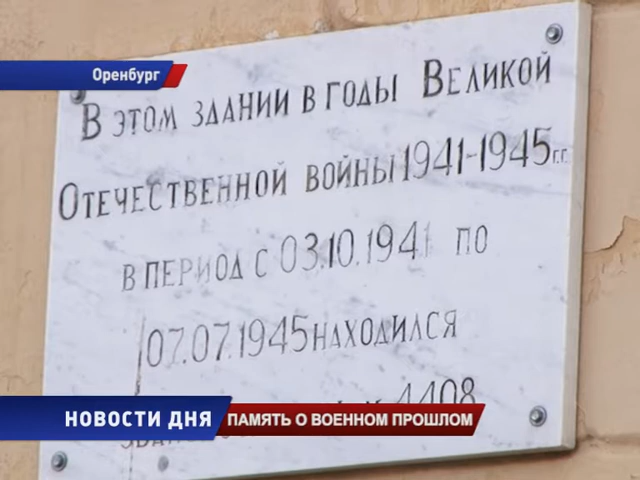 Оренбург
В ЭТОМ ЗДАНИИ В ГОДЫ ВЕЛИКОЙ
ОТЕЧЕСТВЕННОЙ ВОЙНЫ 1941-1945 г.г.
В ПЕРИОД С 03.10.1941 ПО
07.07.1945 НАХОДИЛСЯ
4408
НОВОСТИ ДНЯ
ПАМЯТЬ О ВОЕННОМ ПРОШЛОМ